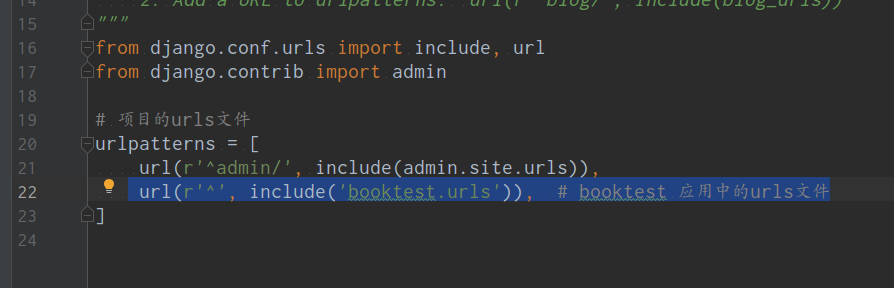 14 2. Add a URL to urlpatterns: url(r'^blog/', include(blog_urls))
15 """
16 from django.conf.urls import include, url
17 from django.contrib import admin
18
19 # 项目的urls文件
20 urlpatterns = [
21 url(r'^admin/', include(admin.site.urls)),
22 url(r'^', include('booktest.urls')), # booktest 应用中的urls文件
23 ]
24